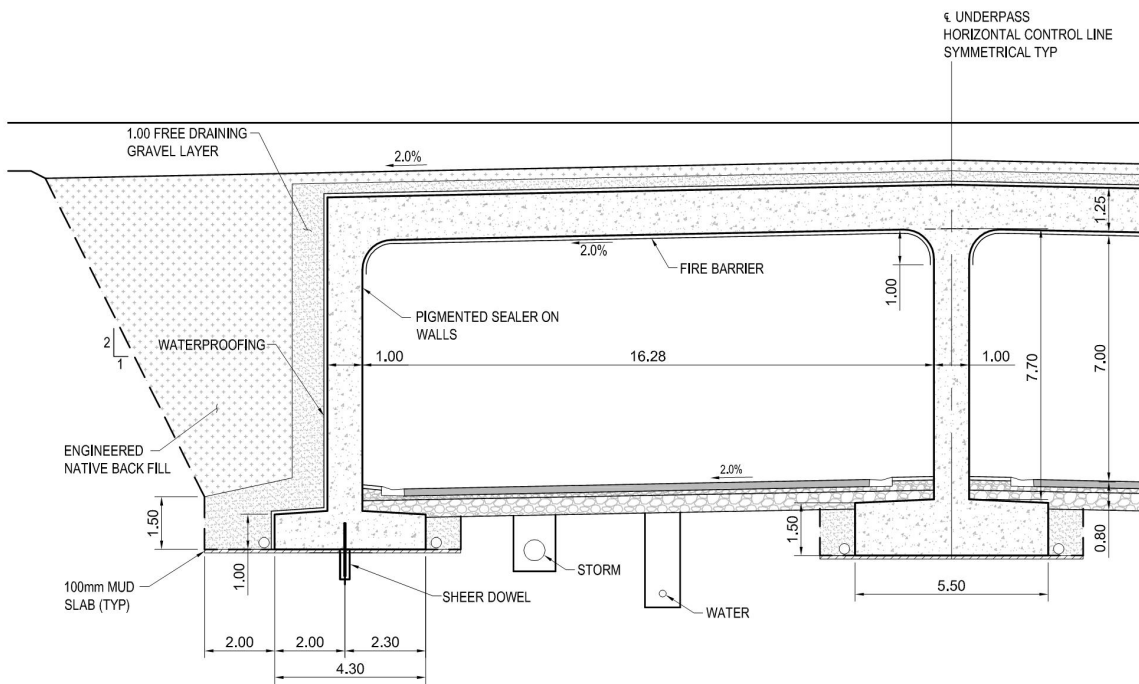 ℄ UNDERPASS
HORIZONTAL CONTROL LINE
SYMMETRICAL TYP
1.00 FREE DRAINING
GRAVEL LAYER
2.0%
1.25
2.0%
FIRE BARRIER
1.00
PIGMENTED SEALER ON
WALLS
2
1
WATERPROOFING
1.00
16.28
1.00
7.70
7.00
ENGINEERED
NATIVE BACK FILL
2.0%
1.50
1.00
1.50
0.80
STORM
100mm MUD
SLAB (TYP)
SHEER DOWEL
WATER
5.50
2.00
2.00
2.30
4.30